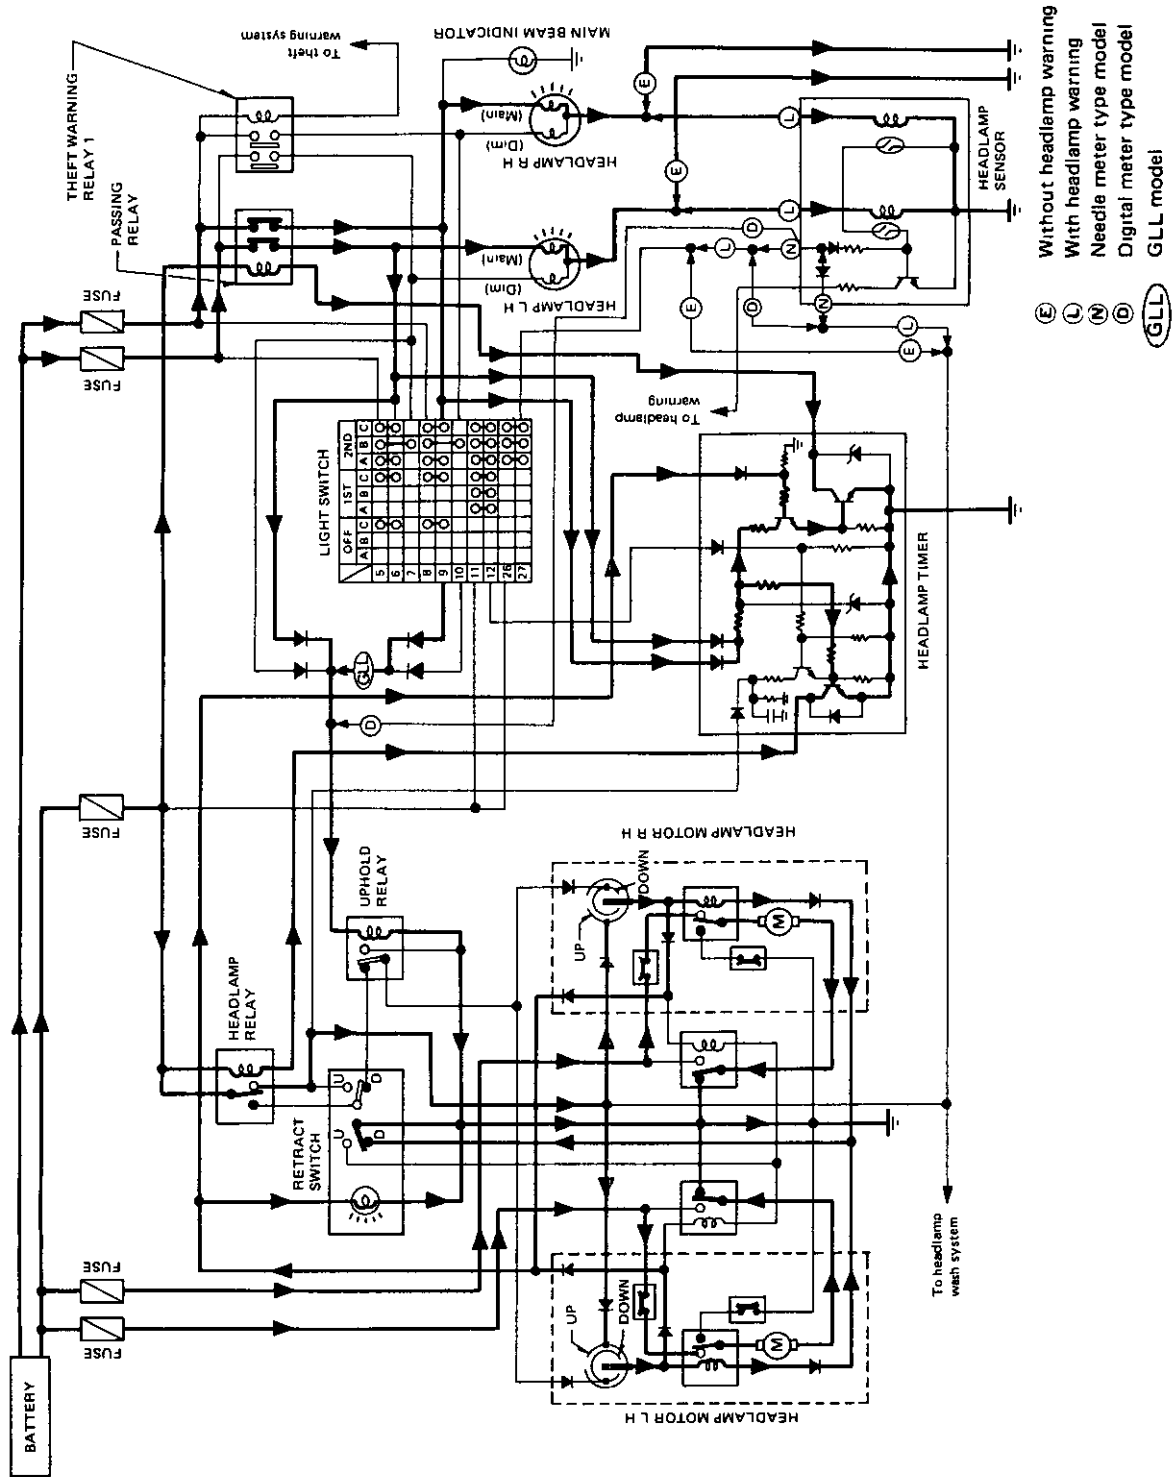 BATTERY
FUSE
FUSE
FUSE
FUSE
FUSE
THEFT WARNING
RELAY 1
PASSING
RELAY
To theft
warning system
MAIN BEAM INDICATOR
(Main)
(Dim)
HEADLAMP R H
(Main)
(Dim)
HEADLAMP L H
LIGHT SWITCH
OFF
1ST
2ND
A
B
C
A
B
C
A
B
C
5
6
7
8
9
10
11
12
26
27
E
E
L
L
D
N
L
E
D
N
L
E
HEADLAMP
SENSOR
To headlamp
warning
GLL
D
HEADLAMP TIMER
HEADLAMP
RELAY
UPHOLD
RELAY
RETRACT
SWITCH
U
D
U
D
HEADLAMP MOTOR R H
UP
DOWN
M
HEADLAMP MOTOR L H
UP
DOWN
M
To headlamp
wash system
E Without headlamp warning
L With headlamp warning
N Needle meter type model
D Digital meter type model
GLL GLL model